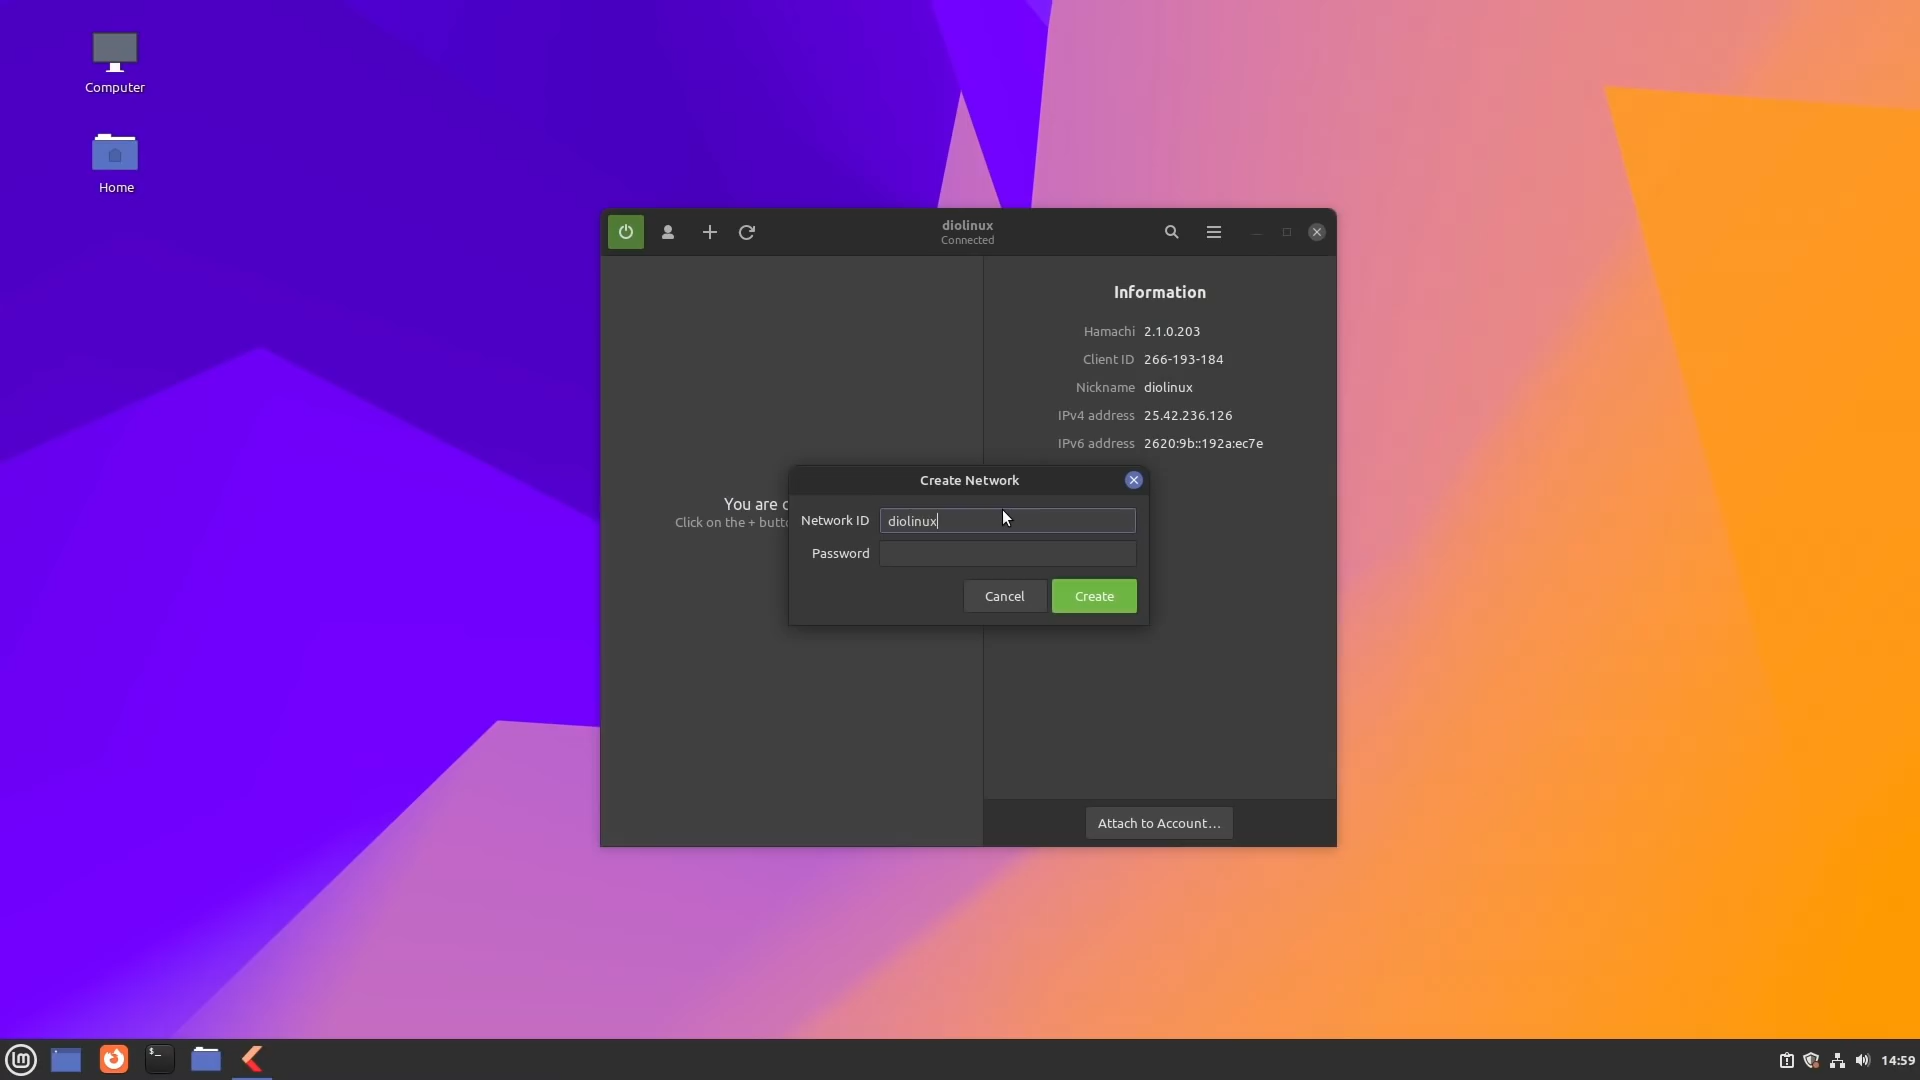 Computer
Home
diolinux
Connected
Information
Hamachi 2.1.0.203
Client ID 266-193-184
Nickname diolinux
IPv4 address 25.42.236.126
IPv6 address 2620:9b::192a:ec7e
You are
Click on the + butto
Create Network
Network ID diolinux
Password
Cancel Create
Attach to Account…
14:59